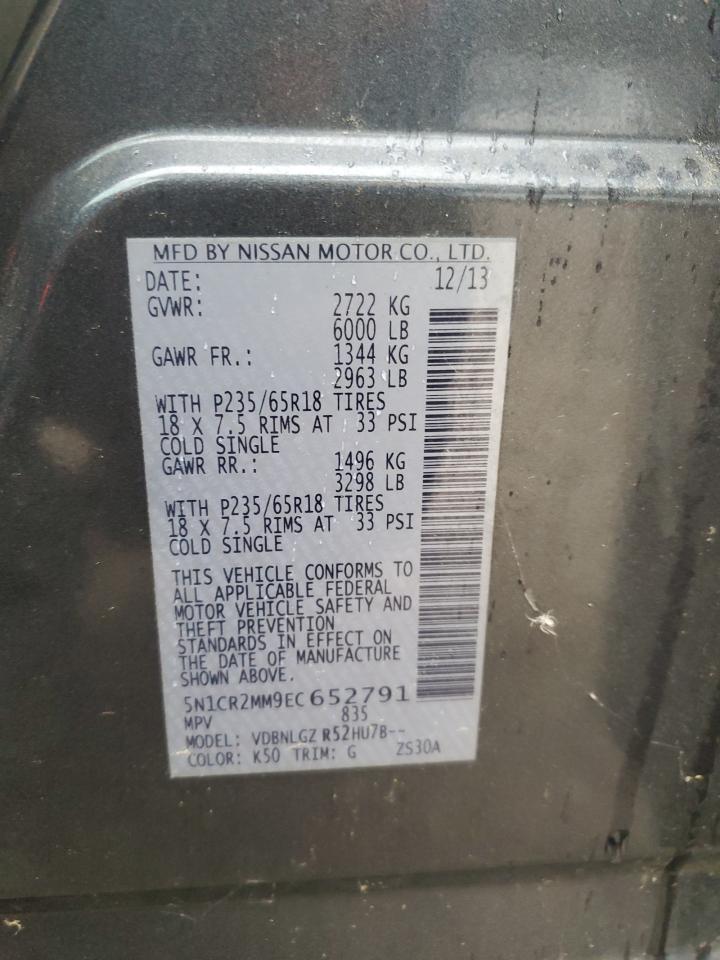 MFD BY NISSAN MOTOR CO., LTD.
DATE: 12/13
GVWR: 2722 KG
6000 LB
GAWR FR.: 1344 KG
2963 LB
WITH P235/65R18 TIRES
18 X 7.5 RIMS AT 33 PSI
COLD SINGLE
GAWR RR.: 1496 KG
3298 LB
WITH P235/65R18 TIRES
18 X 7.5 RIMS AT 33 PSI
COLD SINGLE
THIS VEHICLE CONFORMS TO
ALL APPLICABLE FEDERAL
MOTOR VEHICLE SAFETY AND
THEFT PREVENTION
STANDARDS IN EFFECT ON
THE DATE OF MANUFACTURE
SHOWN ABOVE.
5N1CR2MM9EC652791
MPV 835
MODEL: VDBNLGZ R52HU7B--
COLOR: K50 TRIM: G ZS30A